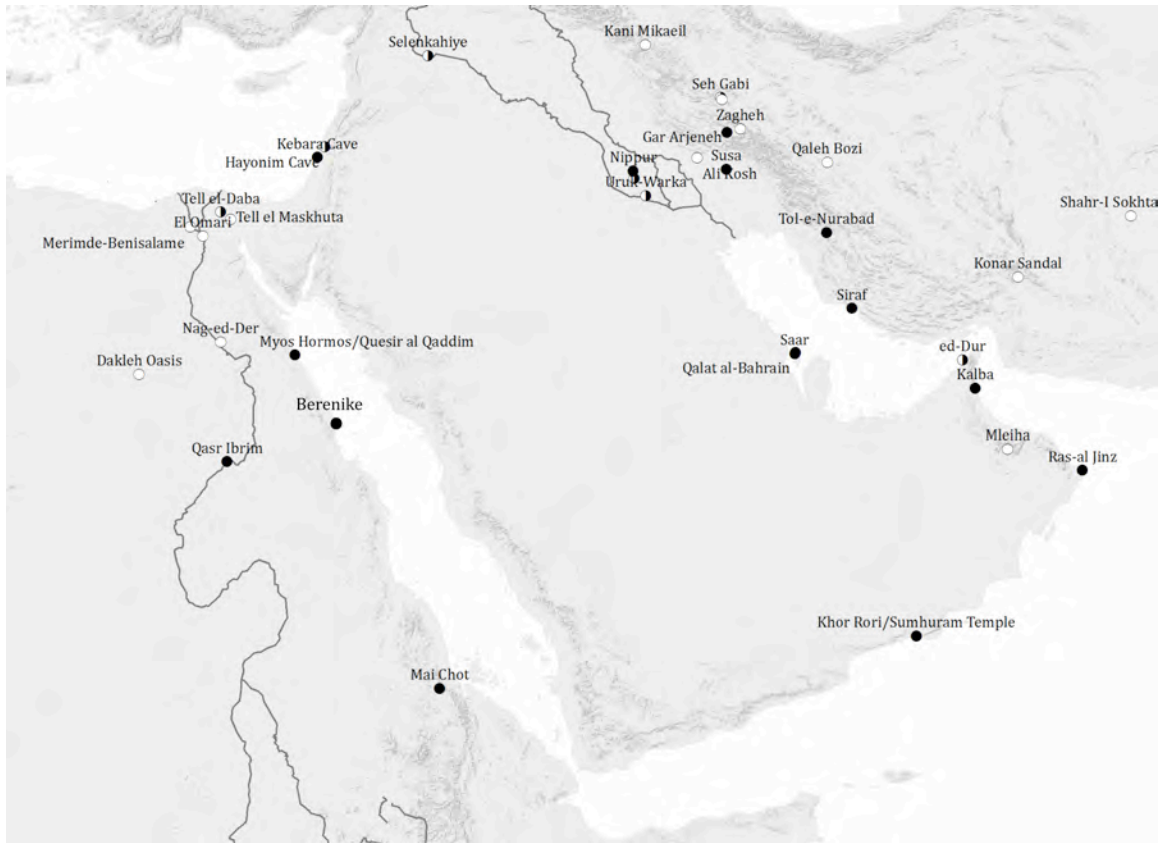 Kani Mikaeil
Selenkahiye
Seh Gabi
Zagheh
Gar Arjeneh
Kebara Cave
Hayonim Cave
Nippur
Susa
Qaleh Bozi
Ali Kosh
Uruk-Warka
Tell el-Daba
Tell el Maskhuta
El Omari
Merimde-Benisalame
Shahr-I Sokhta
Tol-e-Nurabad
Konar Sandal
Siraf
Nag-ed-Der
Myos Hormos/Quesir al Qaddim
Saar
ed-Dur
Dakleh Oasis
Qalat al-Bahrain
Kalba
Berenike
Mleiha
Qasr Ibrim
Ras-al Jinz
Khor Rori/Sumhuram Temple
Mai Chot